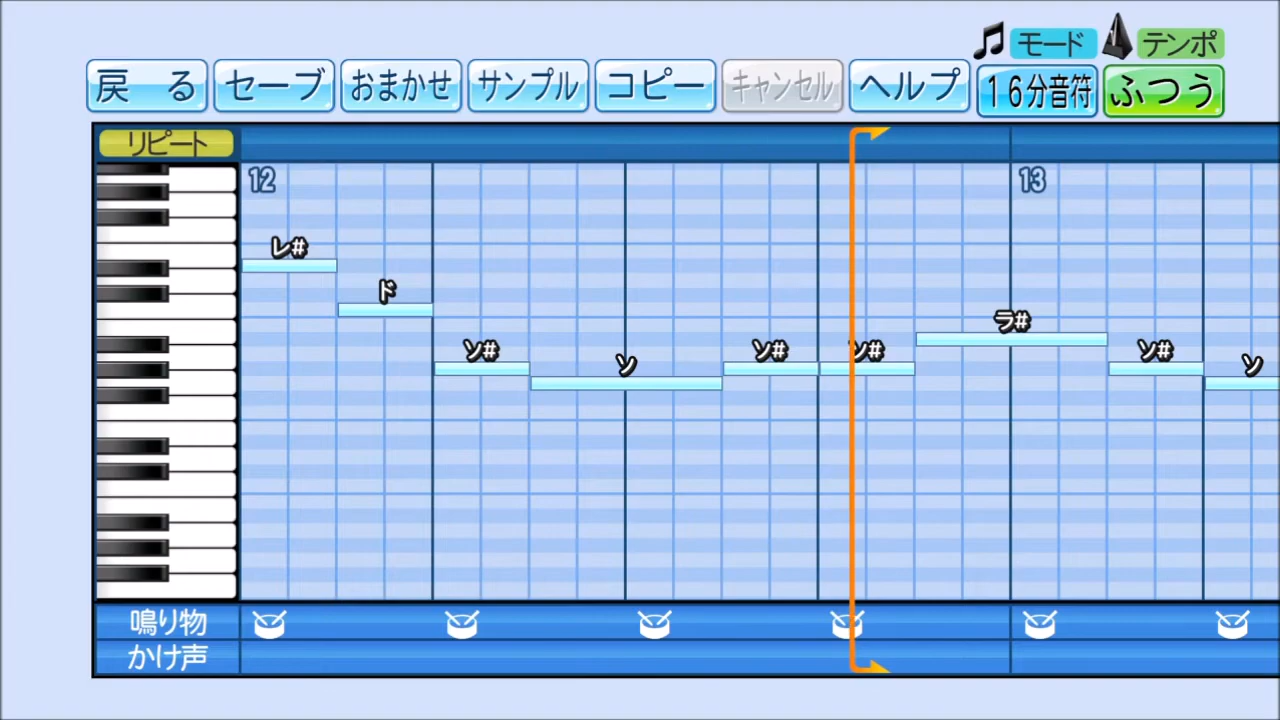 モード テンポ
戻る セーブ おまかせ サンプル コピー キャンセル ヘルプ 16分音符 ふつう
リピート
12 13
レ#
ド
ラ#
ソ# ソ ソ# ソ# ソ# ソ
鳴り物
かけ声